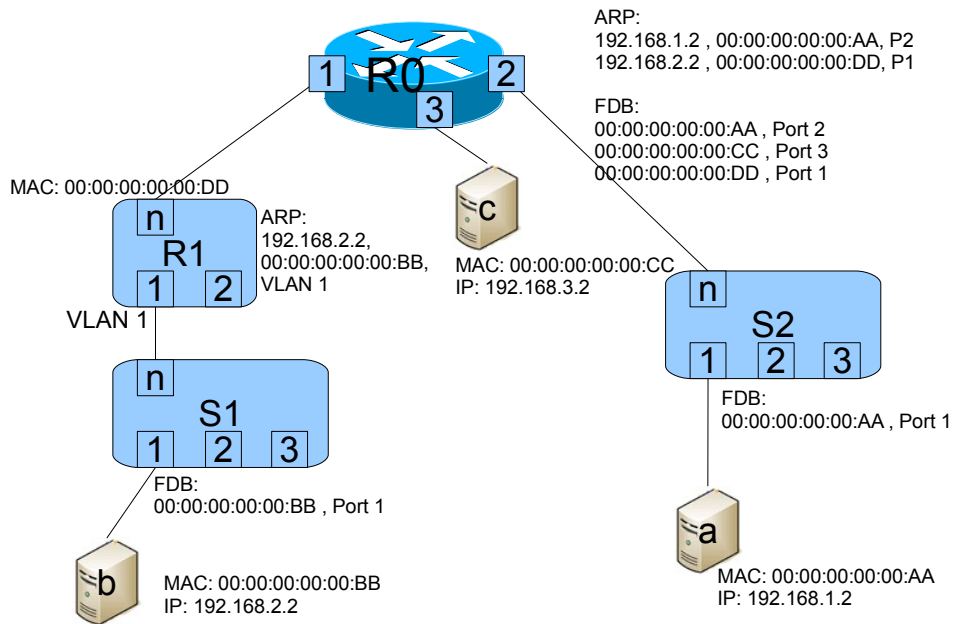 ARP:
192.168.1.2 , 00:00:00:00:00:AA, P2
192.168.2.2 , 00:00:00:00:00:DD, P1
1
R0
2
3
FDB:
00:00:00:00:00:AA , Port 2
00:00:00:00:00:CC , Port 3
00:00:00:00:00:DD , Port 1
MAC: 00:00:00:00:00:DD
n
R1
1
2
ARP:
192.168.2.2,
00:00:00:00:00:BB,
VLAN 1
c
MAC: 00:00:00:00:00:CC
IP: 192.168.3.2
VLAN 1
n
S2
1
2
3
n
S1
1
2
3
FDB:
00:00:00:00:00:AA , Port 1
FDB:
00:00:00:00:00:BB , Port 1
b
MAC: 00:00:00:00:00:BB
IP: 192.168.2.2
a
MAC: 00:00:00:00:00:AA
IP: 192.168.1.2